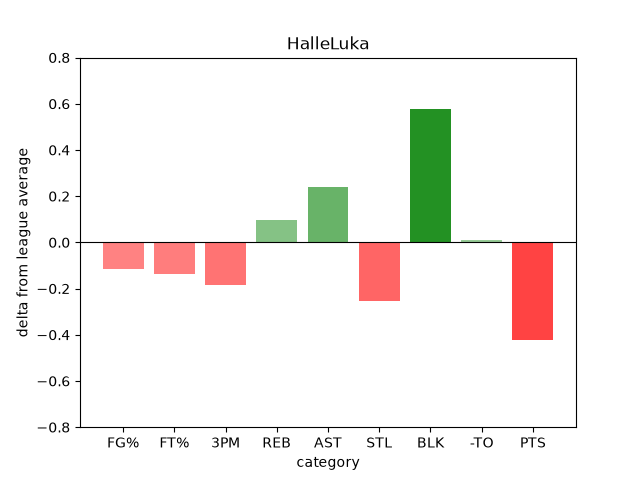 HalleLuka
0.8
0.6
0.4
0.2
0.0
−0.2
−0.4
−0.6
−0.8
delta from league average
FG% FT% 3PM REB AST STL BLK -TO PTS
category